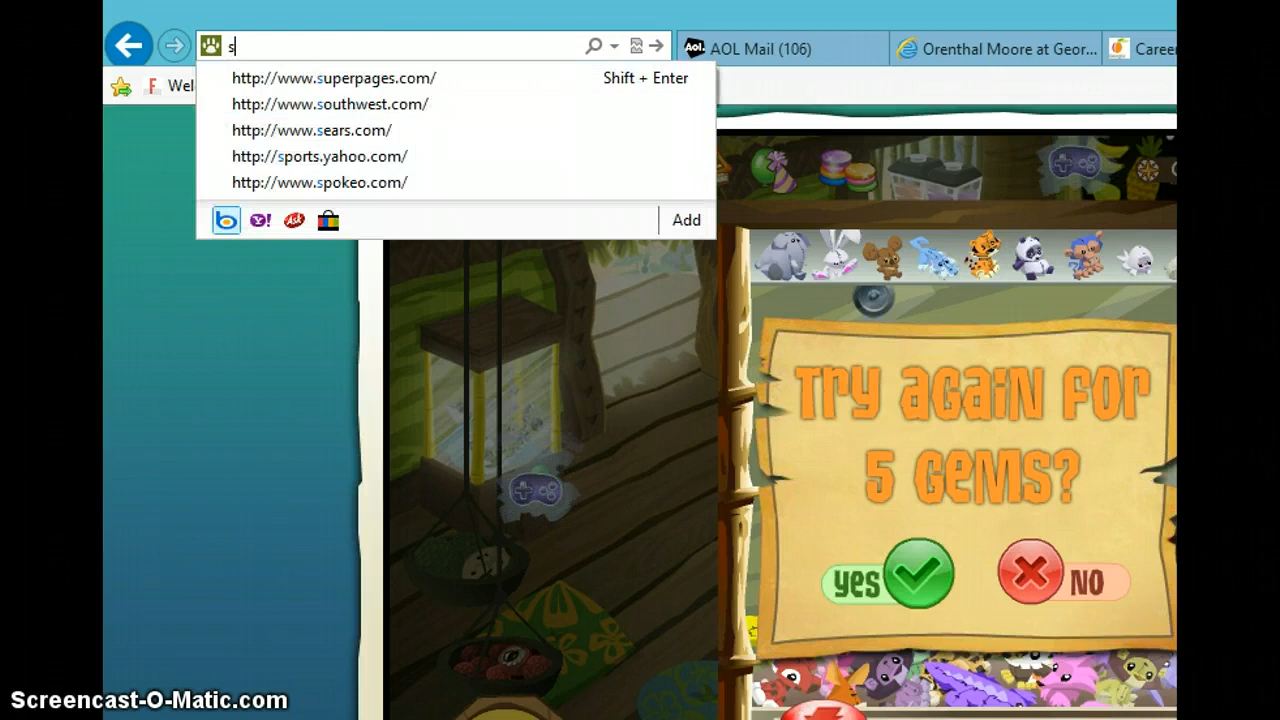 s
Aol. AOL Mail (106)
Orenthal Moore at Geor...
Caree
Wel
http://www.superpages.com/ Shift + Enter
http://www.southwest.com/
http://www.sears.com/
http://sports.yahoo.com/
http://www.spokeo.com/
Y! Ask
Add
Try again for
5 Gems?
yes
NO
Screencast-O-Matic.com